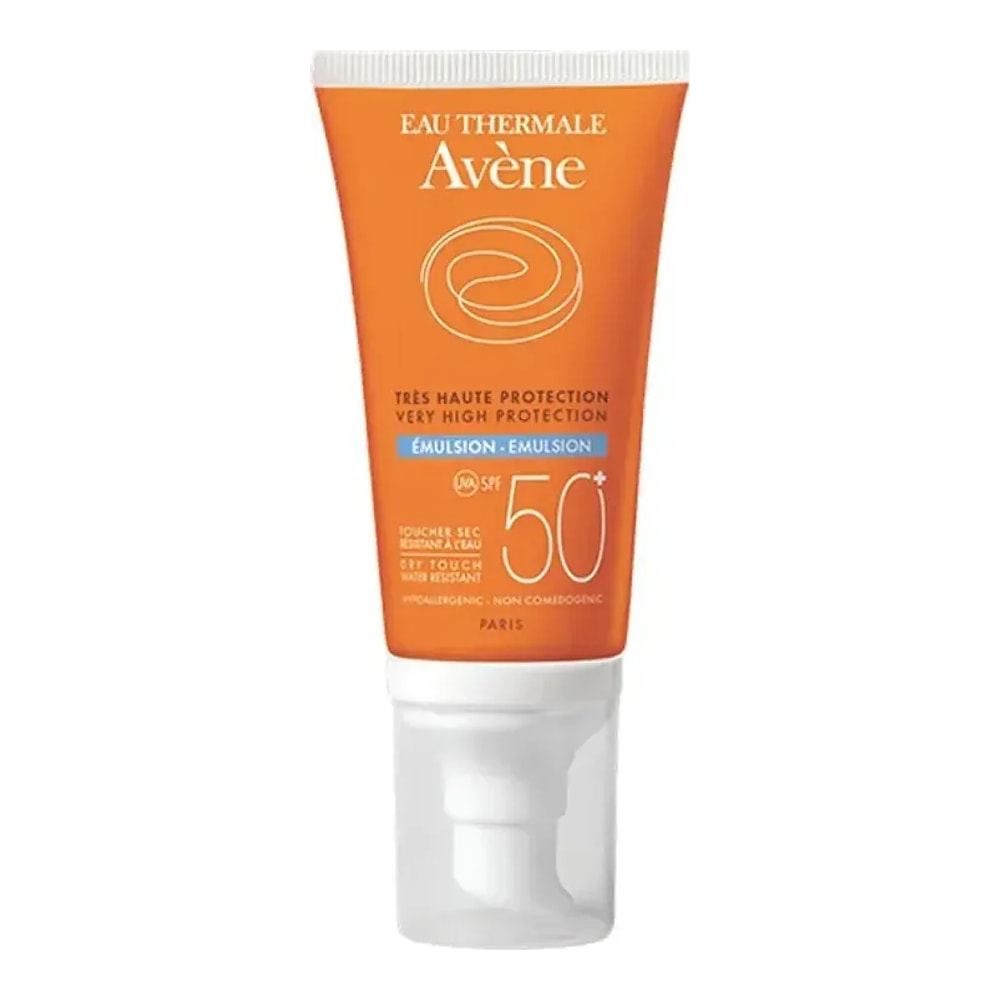 EAU THERMALE
Avène
TRÈS HAUTE PROTECTION
VERY HIGH PROTECTION
ÉMULSION - EMULSION
UVA SPF 50+
TOUCHER SEC
RÉSISTANT À L'EAU
DRY TOUCH
WATER RESISTANT
HYPOALLERGENIC - NON COMEDOGENIC
PARIS